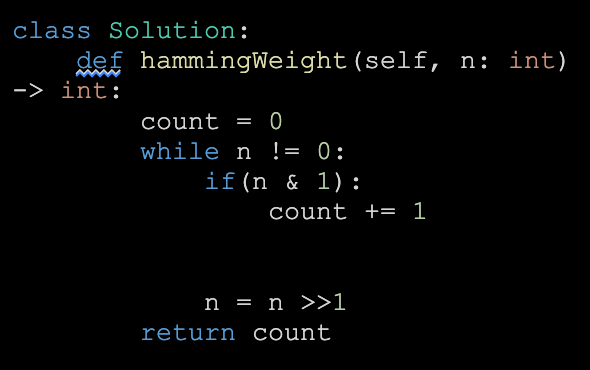 class Solution:
    def hammingWeight(self, n: int)
-> int:
        count = 0
        while n != 0:
            if(n & 1):
                count += 1
            n = n >>1
        return count